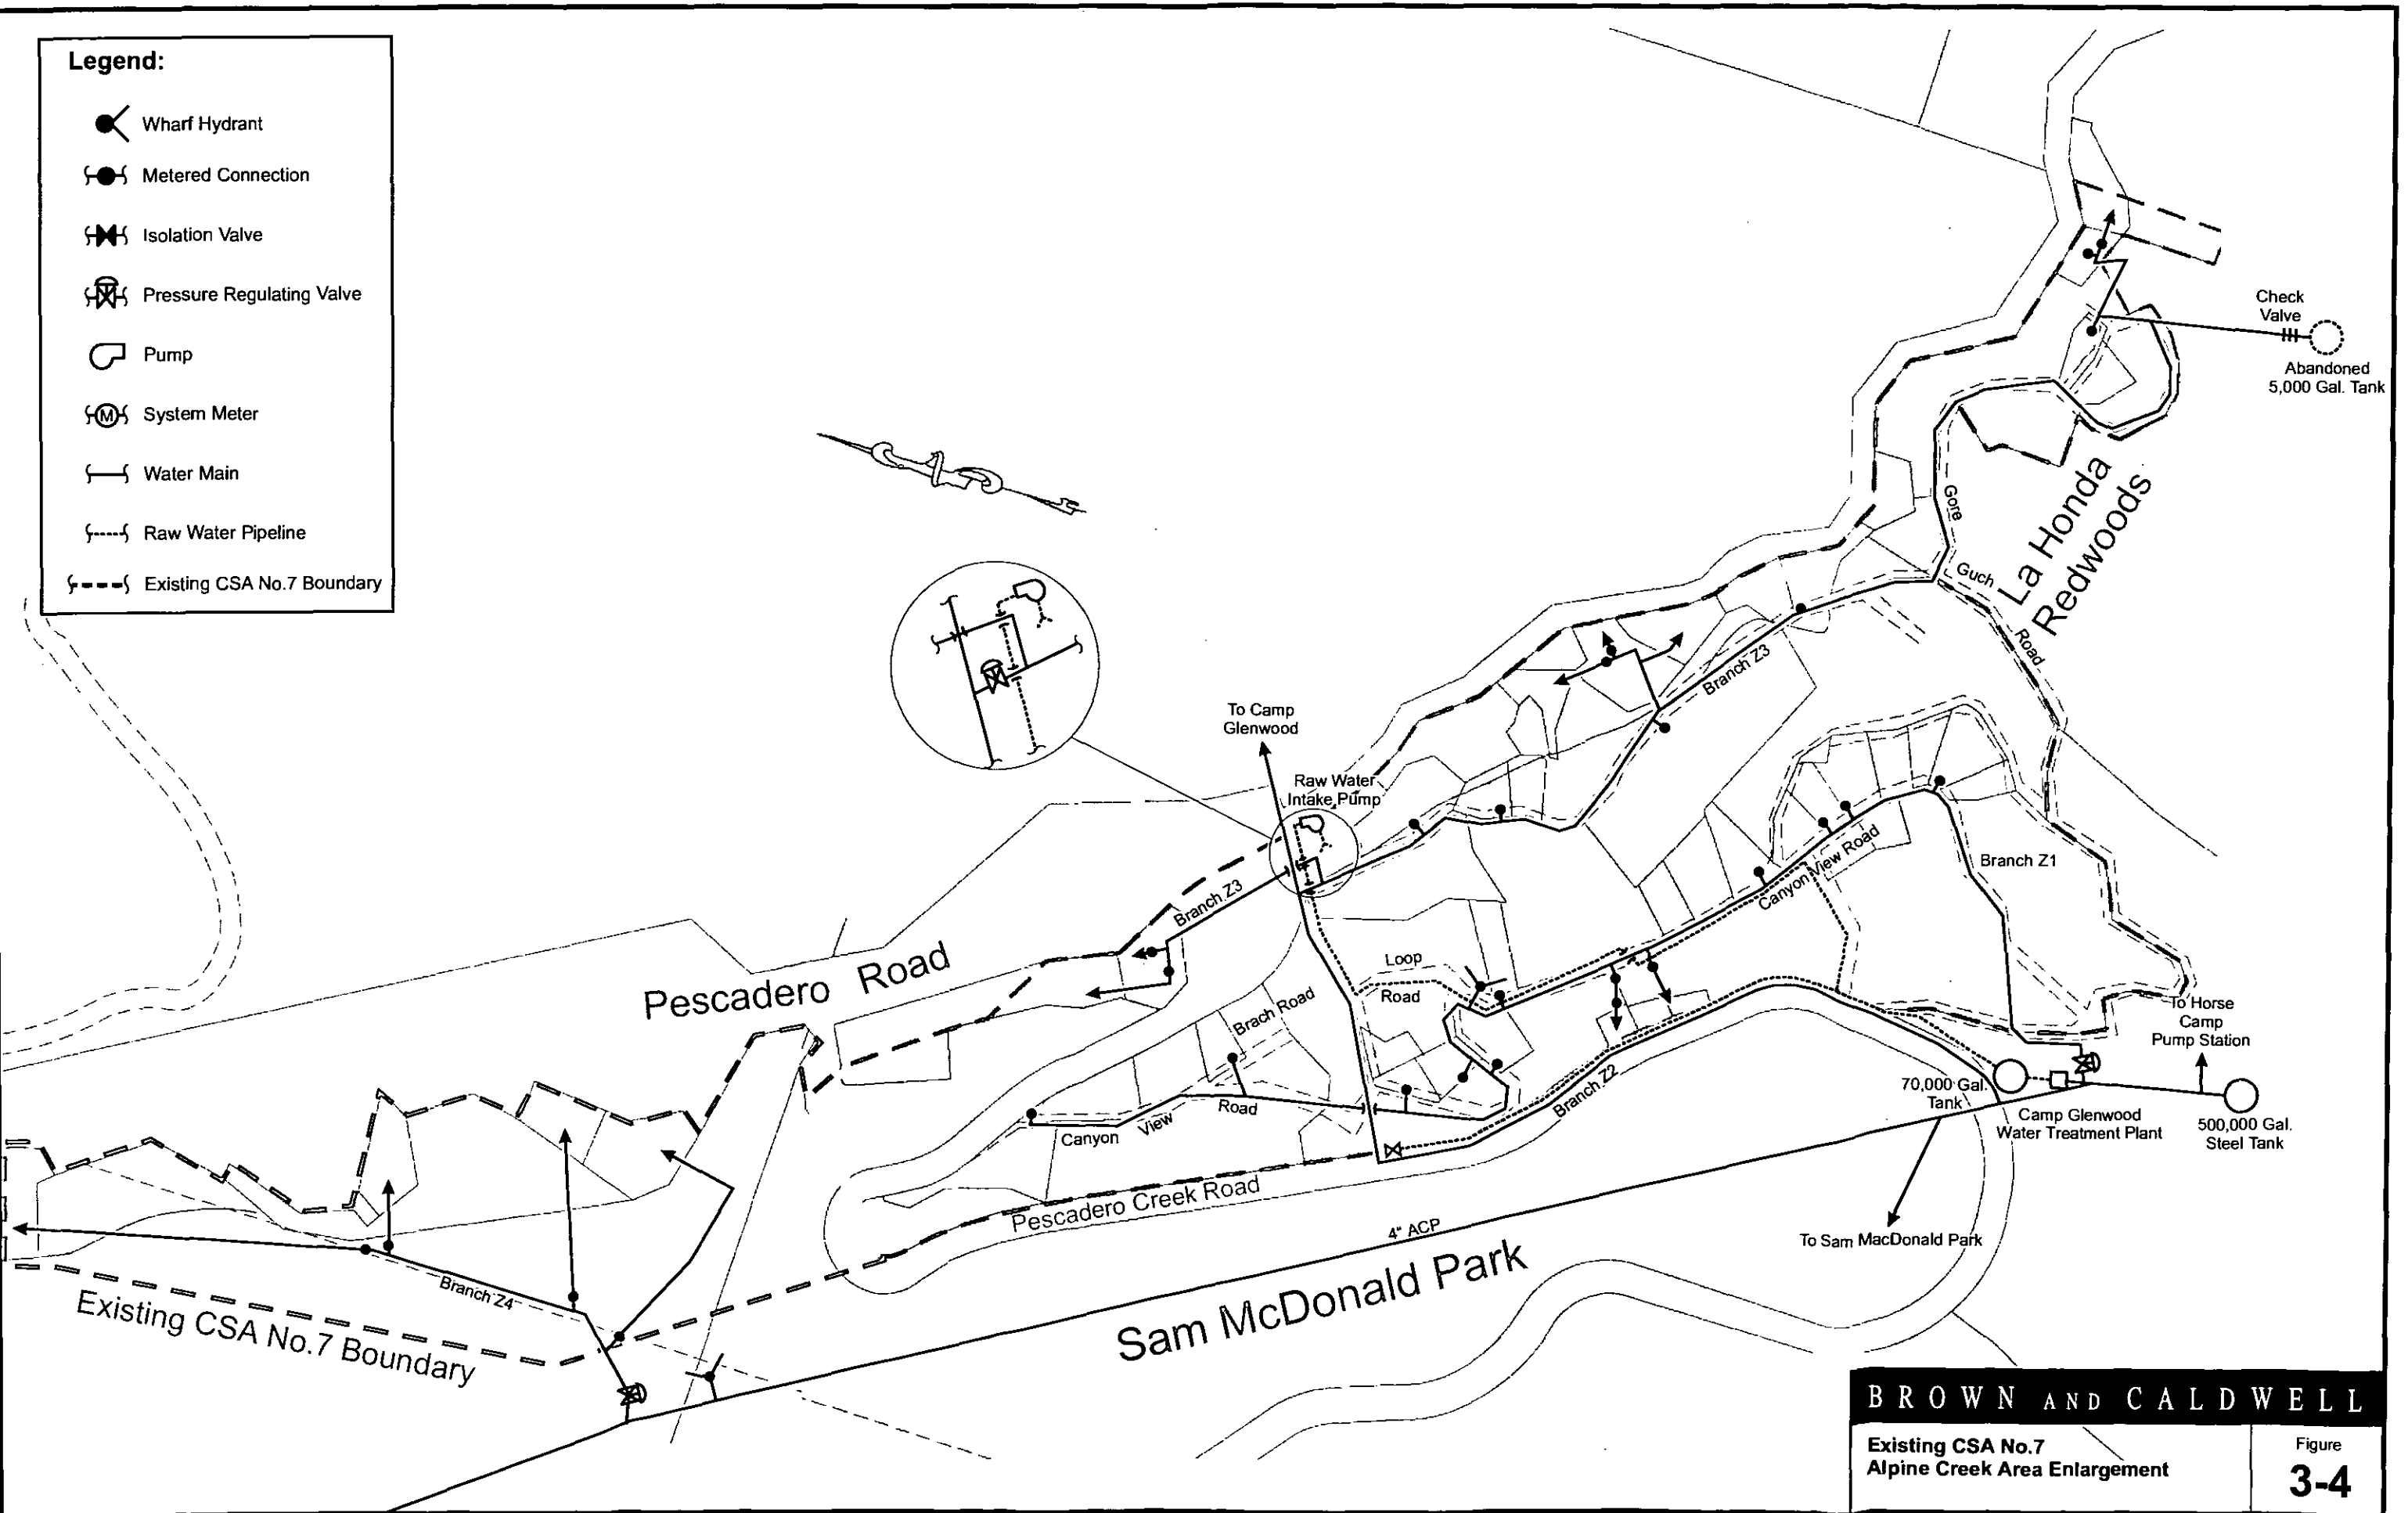 Legend:
Wharf Hydrant
Metered Connection
Isolation Valve
Pressure Regulating Valve
Pump
M
System Meter
Water Main
Raw Water Pipeline
Existing CSA No.7 Boundary
Check
Valve
Abandoned
5,000 Gal. Tank
La Honda
Redwoods
Gore
Guch
Road
Branch Z3
To Camp
Glenwood
Raw Water
Intake Pump
Branch Z3
Canyon View Road
Branch Z1
Pescadero Road
Loop
Road
Brach Road
Canyon View Road
Branch Z2
To Horse
Camp
Pump Station
70,000 Gal.
Tank
Camp Glenwood
Water Treatment Plant
500,000 Gal.
Steel Tank
Pescadero Creek Road
4" ACP
To Sam MacDonald Park
Sam McDonald Park
Branch Z4
Existing CSA No.7 Boundary
BROWN AND CALDWELL
Existing CSA No.7
Alpine Creek Area Enlargement
Figure
3-4